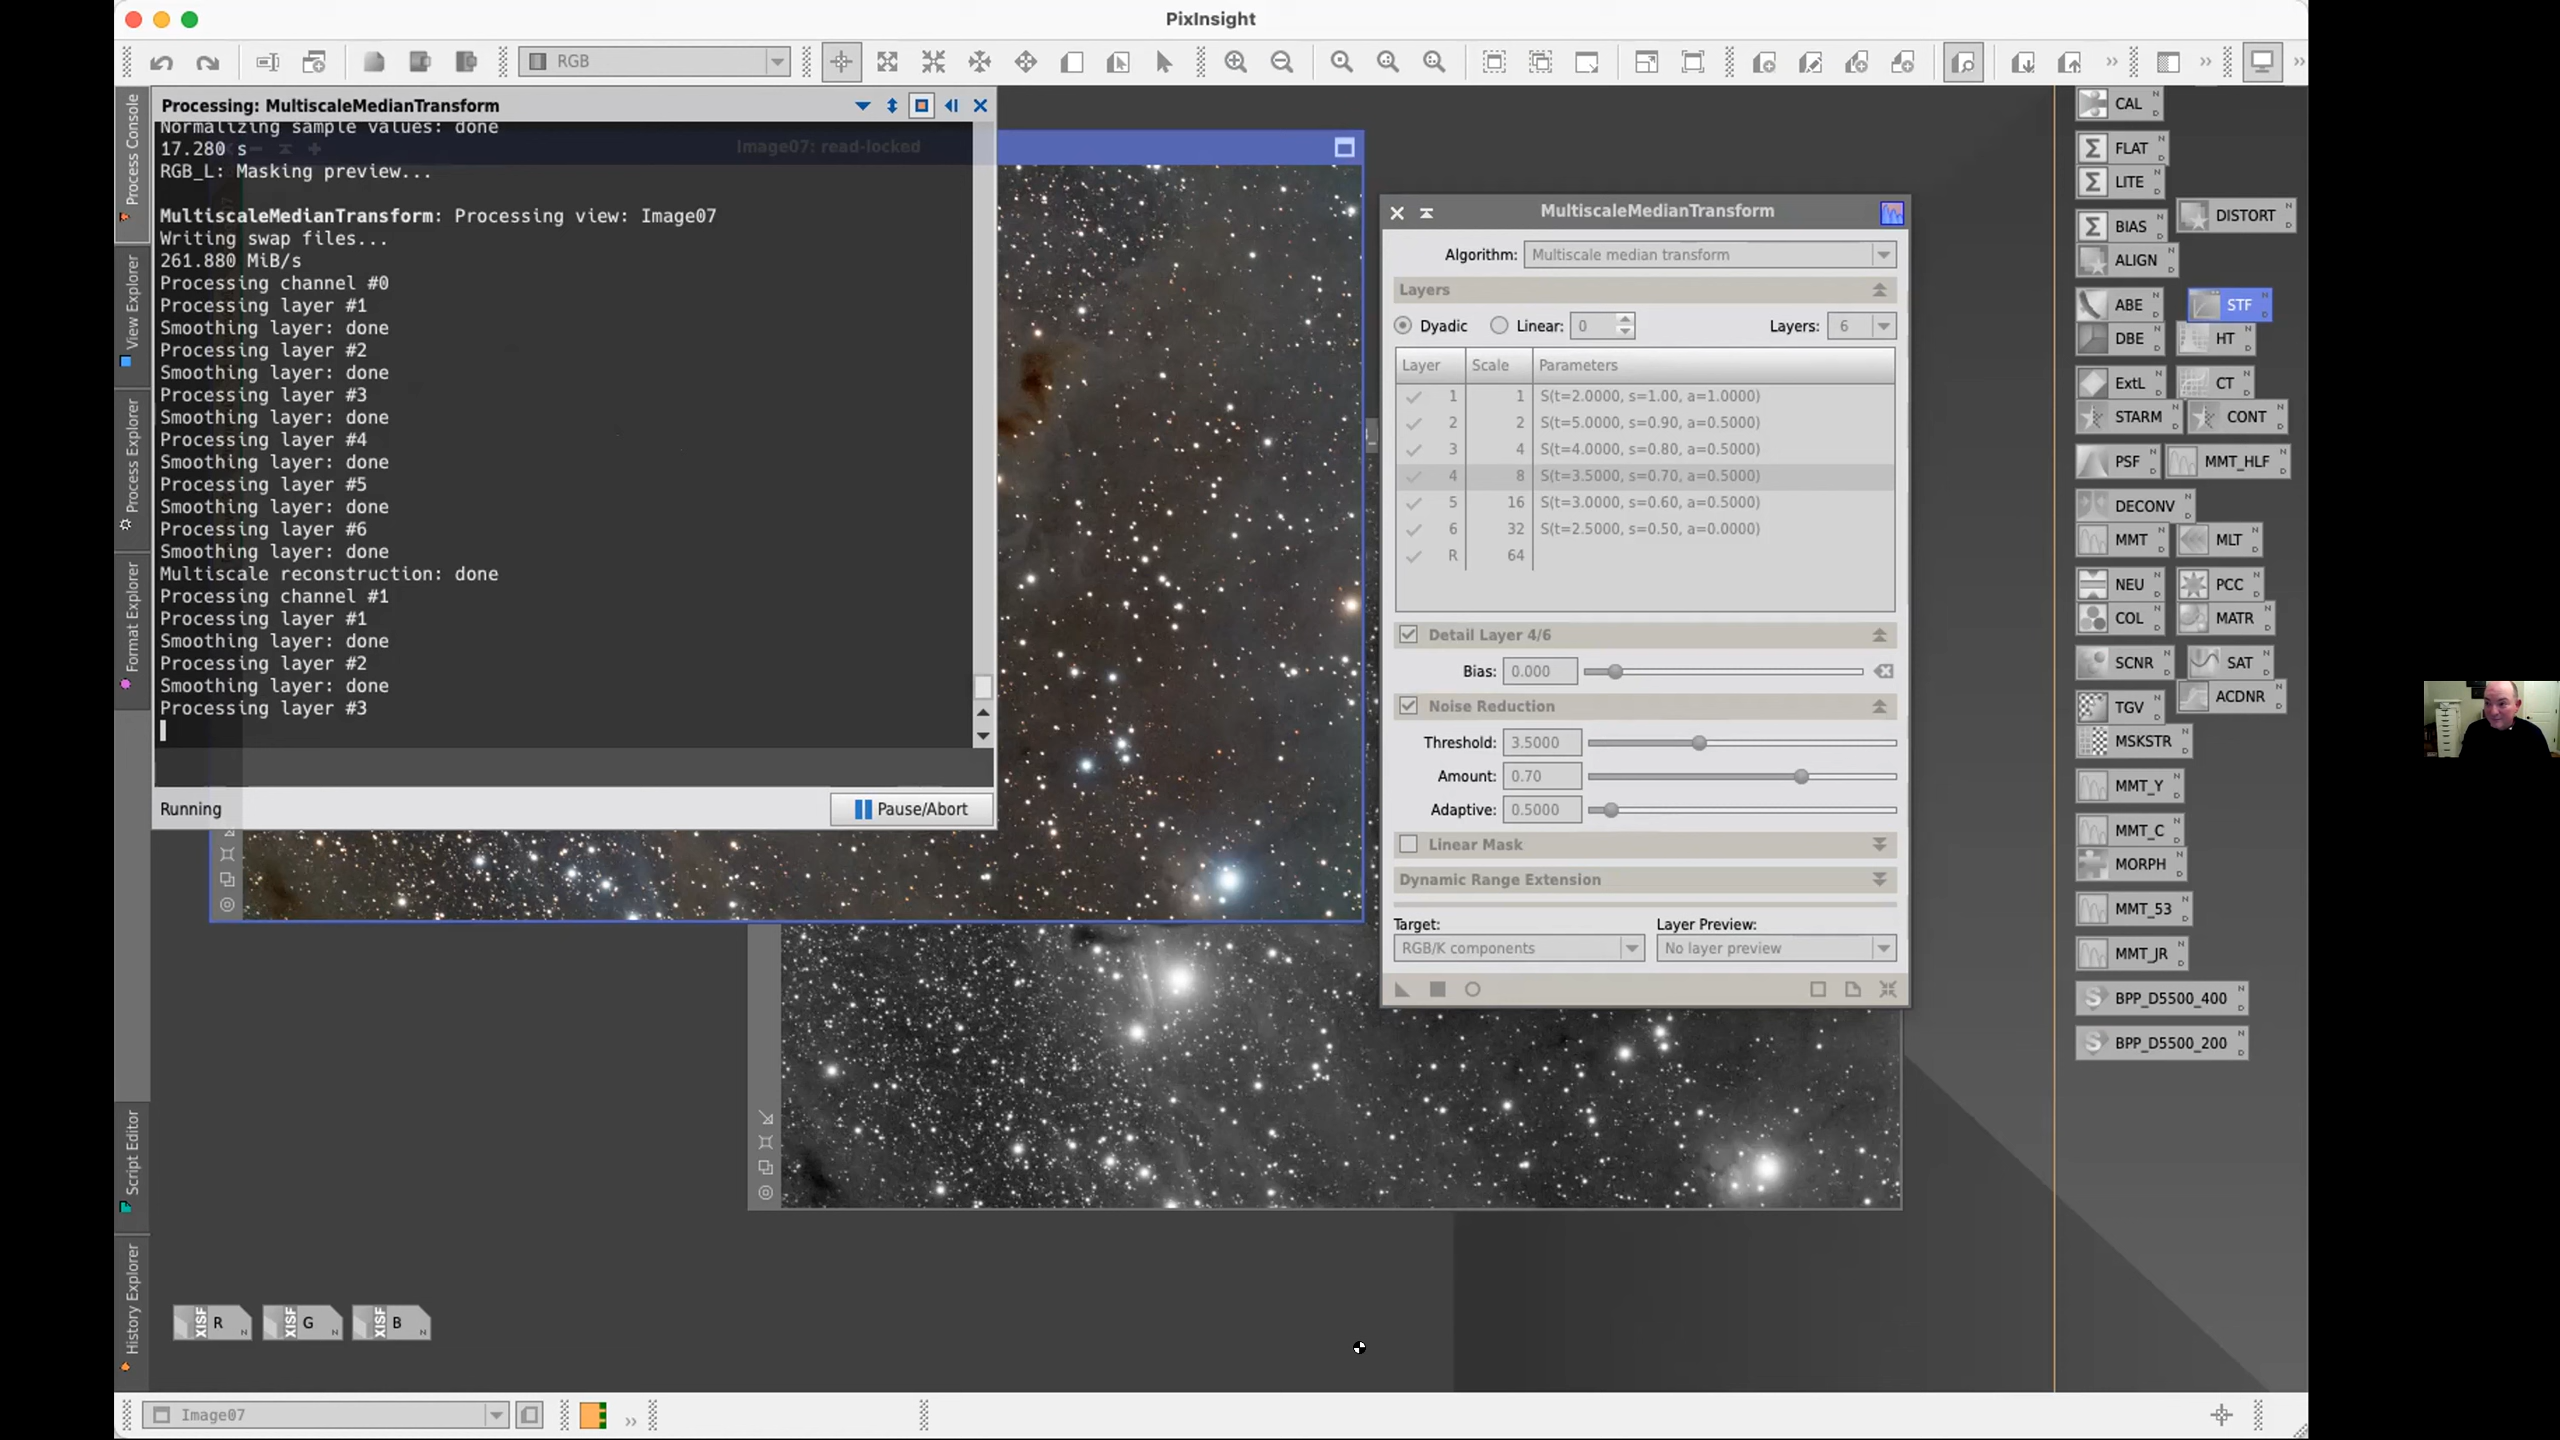 PixInsight
RGB
Process Console
View Explorer
Process Explorer
Format Explorer
Script Editor
History Explorer
Processing: MultiscaleMedianTransform
Normalizing sample values: done
17.280 s
RGB_L: Masking preview...
MultiscaleMedianTransform: Processing view: Image07
Writing swap files...
261.880 MiB/s
Processing channel #0
Processing layer #1
Smoothing layer: done
Processing layer #2
Smoothing layer: done
Processing layer #3
Smoothing layer: done
Processing layer #4
Smoothing layer: done
Processing layer #5
Smoothing layer: done
Processing layer #6
Smoothing layer: done
Multiscale reconstruction: done
Processing channel #1
Processing layer #1
Smoothing layer: done
Processing layer #2
Smoothing layer: done
Processing layer #3
Running
Pause/Abort
Image07: read-locked
MultiscaleMedianTransform
Algorithm: Multiscale median transform
Layers
Dyadic Linear: 0 Layers: 6
Layer Scale Parameters
1 1 S(t=2.0000, s=1.00, a=1.0000)
2 2 S(t=5.0000, s=0.90, a=0.5000)
3 4 S(t=4.0000, s=0.80, a=0.5000)
4 8 S(t=3.5000, s=0.70, a=0.5000)
5 16 S(t=3.0000, s=0.60, a=0.5000)
6 32 S(t=2.5000, s=0.50, a=0.0000)
R 64
Detail Layer 4/6
Bias: 0.000
Noise Reduction
Threshold: 3.5000
Amount: 0.70
Adaptive: 0.5000
Linear Mask
Dynamic Range Extension
Target: Layer Preview:
RGB/K components No layer preview
CAL
FLAT
LITE
DISTORT
BIAS
ALIGN
ABE STF
DBE HT
ExtL CT
STARM CONT
PSF MMT_HLF
DECONV
MMT MLT
NEU PCC
COL MATR
SCNR SAT
ACDNR
TGV
MSKSTR
MMT_Y
MMT_C
MORPH
MMT_53
MMT_JR
BPP_D5500_400
BPP_D5500_200
XISF R XISF G XISF B
Image07